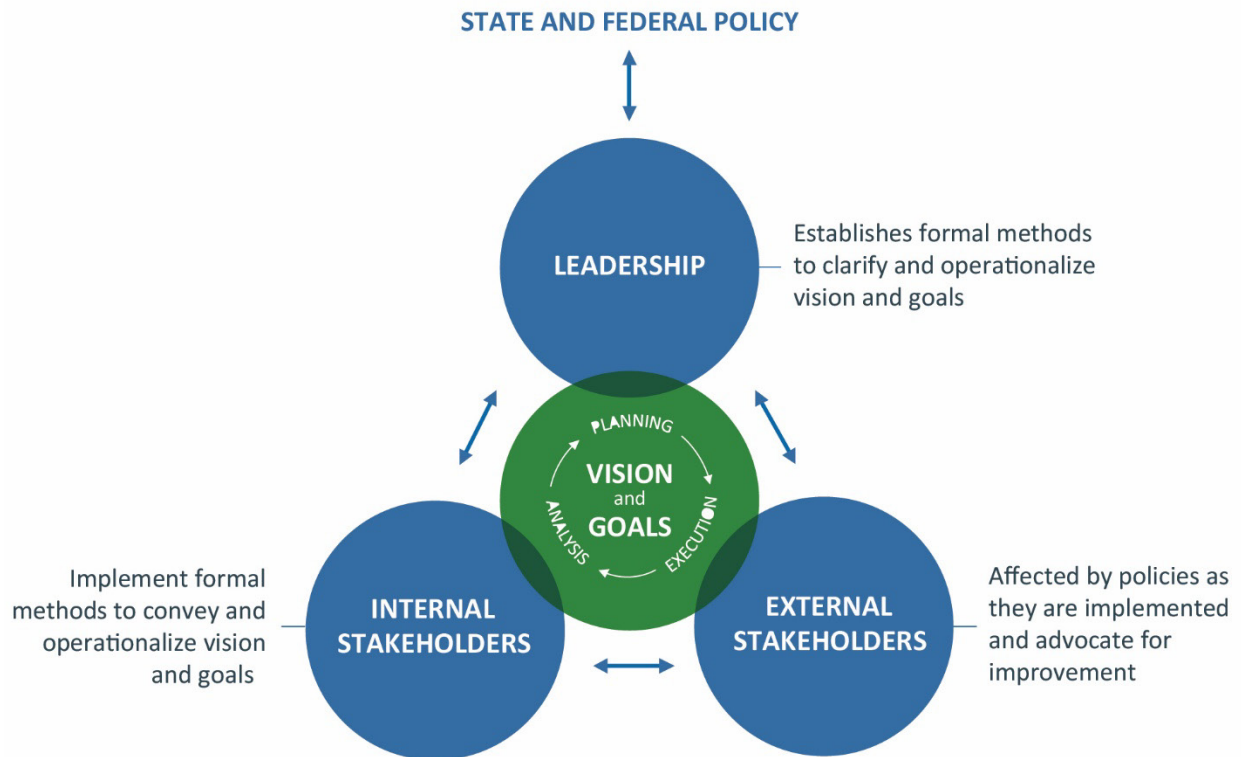 STATE AND FEDERAL POLICY
LEADERSHIP
Establishes formal methods
to clarify and operationalize
vision and goals
PLANNING
VISION
and
GOALS
EXECUTION
ANALYSIS
Implement formal
methods to convey and
operationalize vision
and goals
INTERNAL
STAKEHOLDERS
EXTERNAL
STAKEHOLDERS
Affected by policies as
they are implemented
and advocate for
improvement